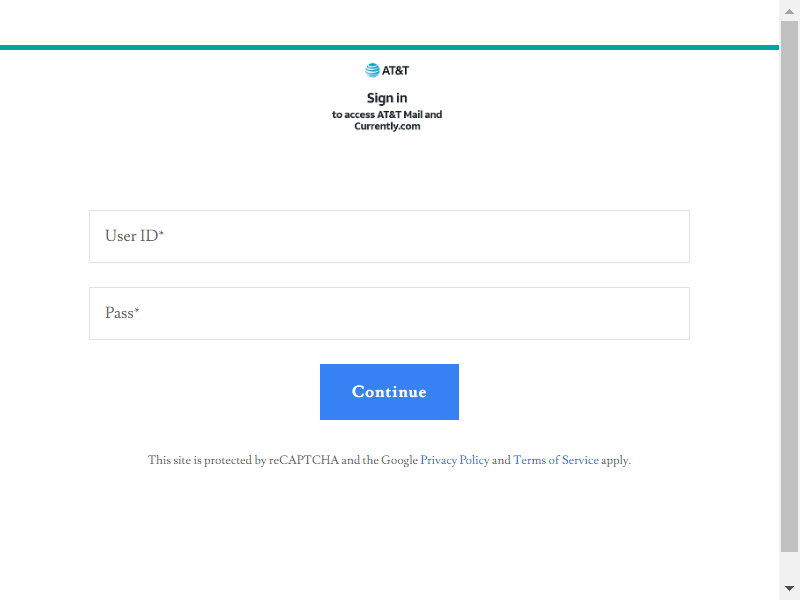 AT&T
Sign in
to access AT&T Mail and
Currently.com
User ID*
Pass*
Continue
This site is protected by reCAPTCHA and the Google Privacy Policy and Terms of Service apply.